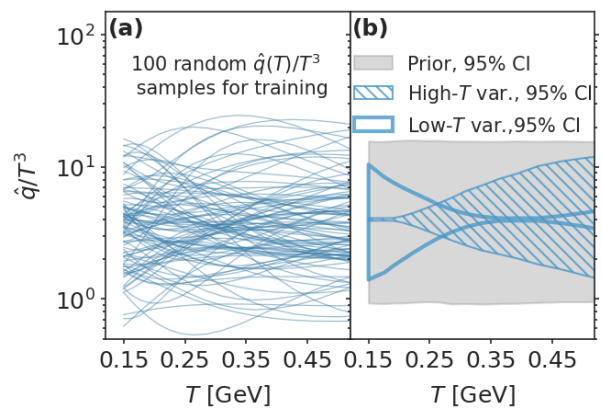 (a)
100 random q̂(T)/T³
samples for training
(b)
Prior, 95% CI
High-T var., 95% CI
Low-T var.,95% CI
10²
10¹
10⁰
q̂/T³
0.15 0.25 0.35 0.45
0.15 0.25 0.35 0.45
T [GeV]
T [GeV]